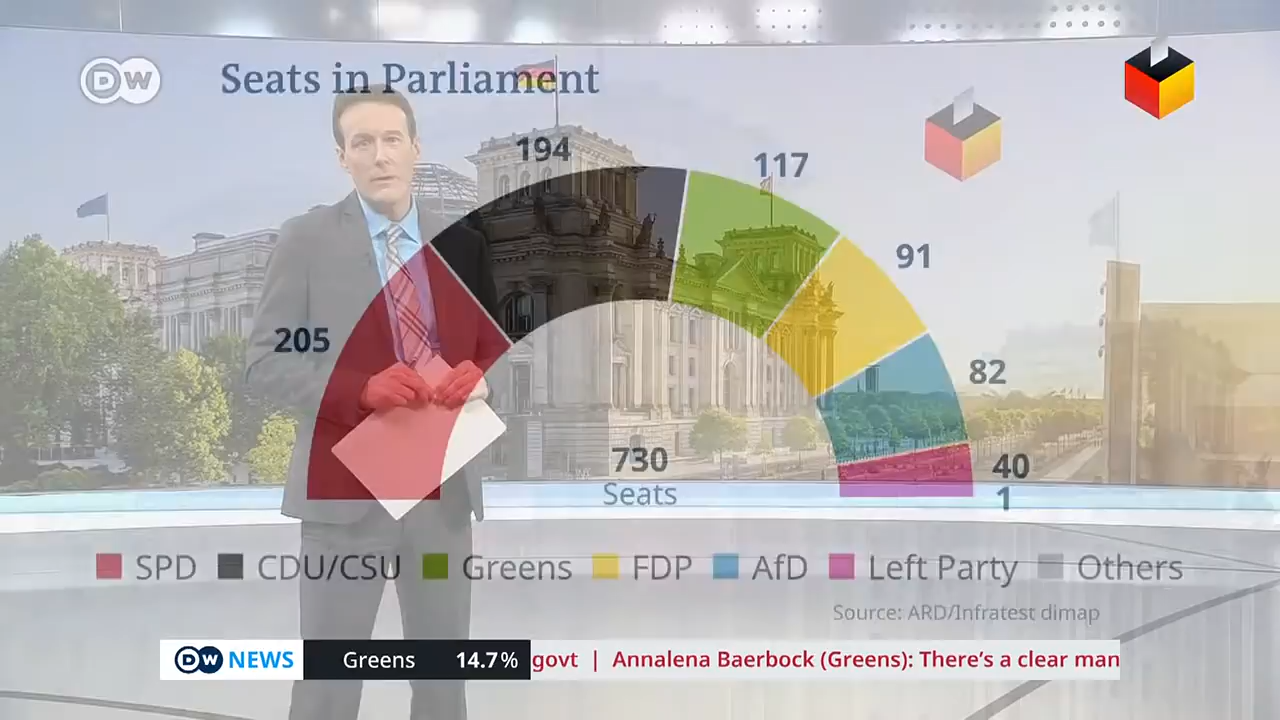 DW
Seats in Parliament
194
117
91
205
82
730
Seats
40
1
SPD CDU/CSU Greens FDP AfD Left Party Others
Source: ARD/Infratest dimap
DW NEWS Greens 14.7% govt | Annalena Baerbock (Greens): There's a clear man